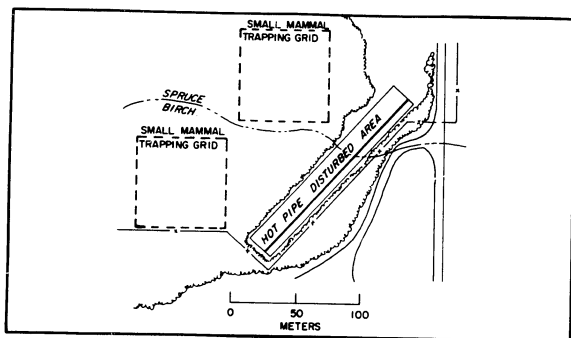 SMALL MAMMAL
TRAPPING GRID
SPRUCE
BIRCH
SMALL MAMMAL
TRAPPING GRID
HOT PIPE DISTURBED AREA
0 50 100
METERS